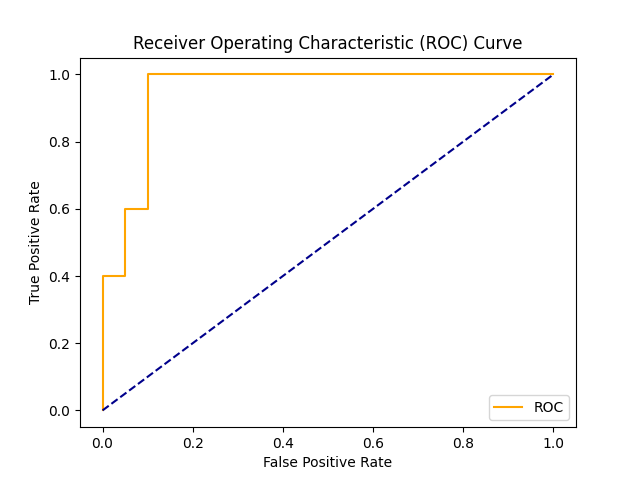 Receiver Operating Characteristic (ROC) Curve
1.0
0.8
0.6
0.4
0.2
0.0
True Positive Rate
0.0 0.2 0.4 0.6 0.8 1.0
False Positive Rate
ROC